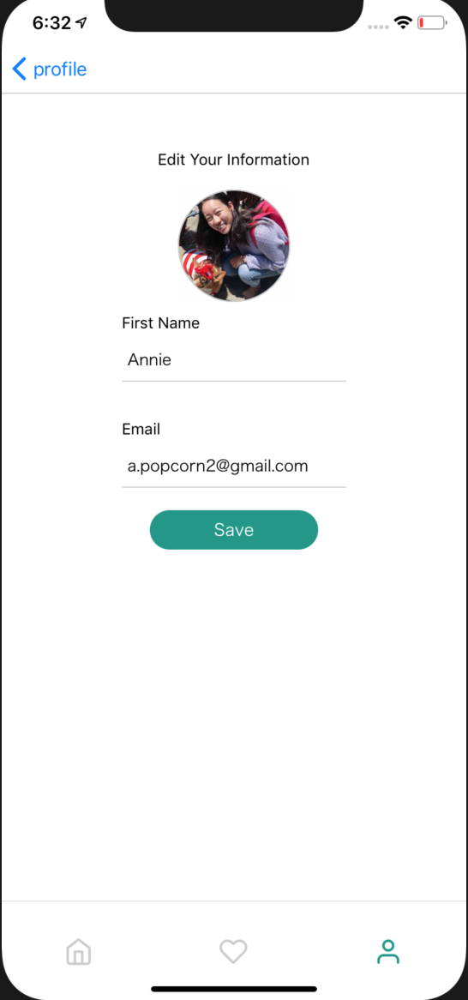 6:32
profile
Edit Your Information
First Name
Annie
Email
a.popcorn2@gmail.com
Save